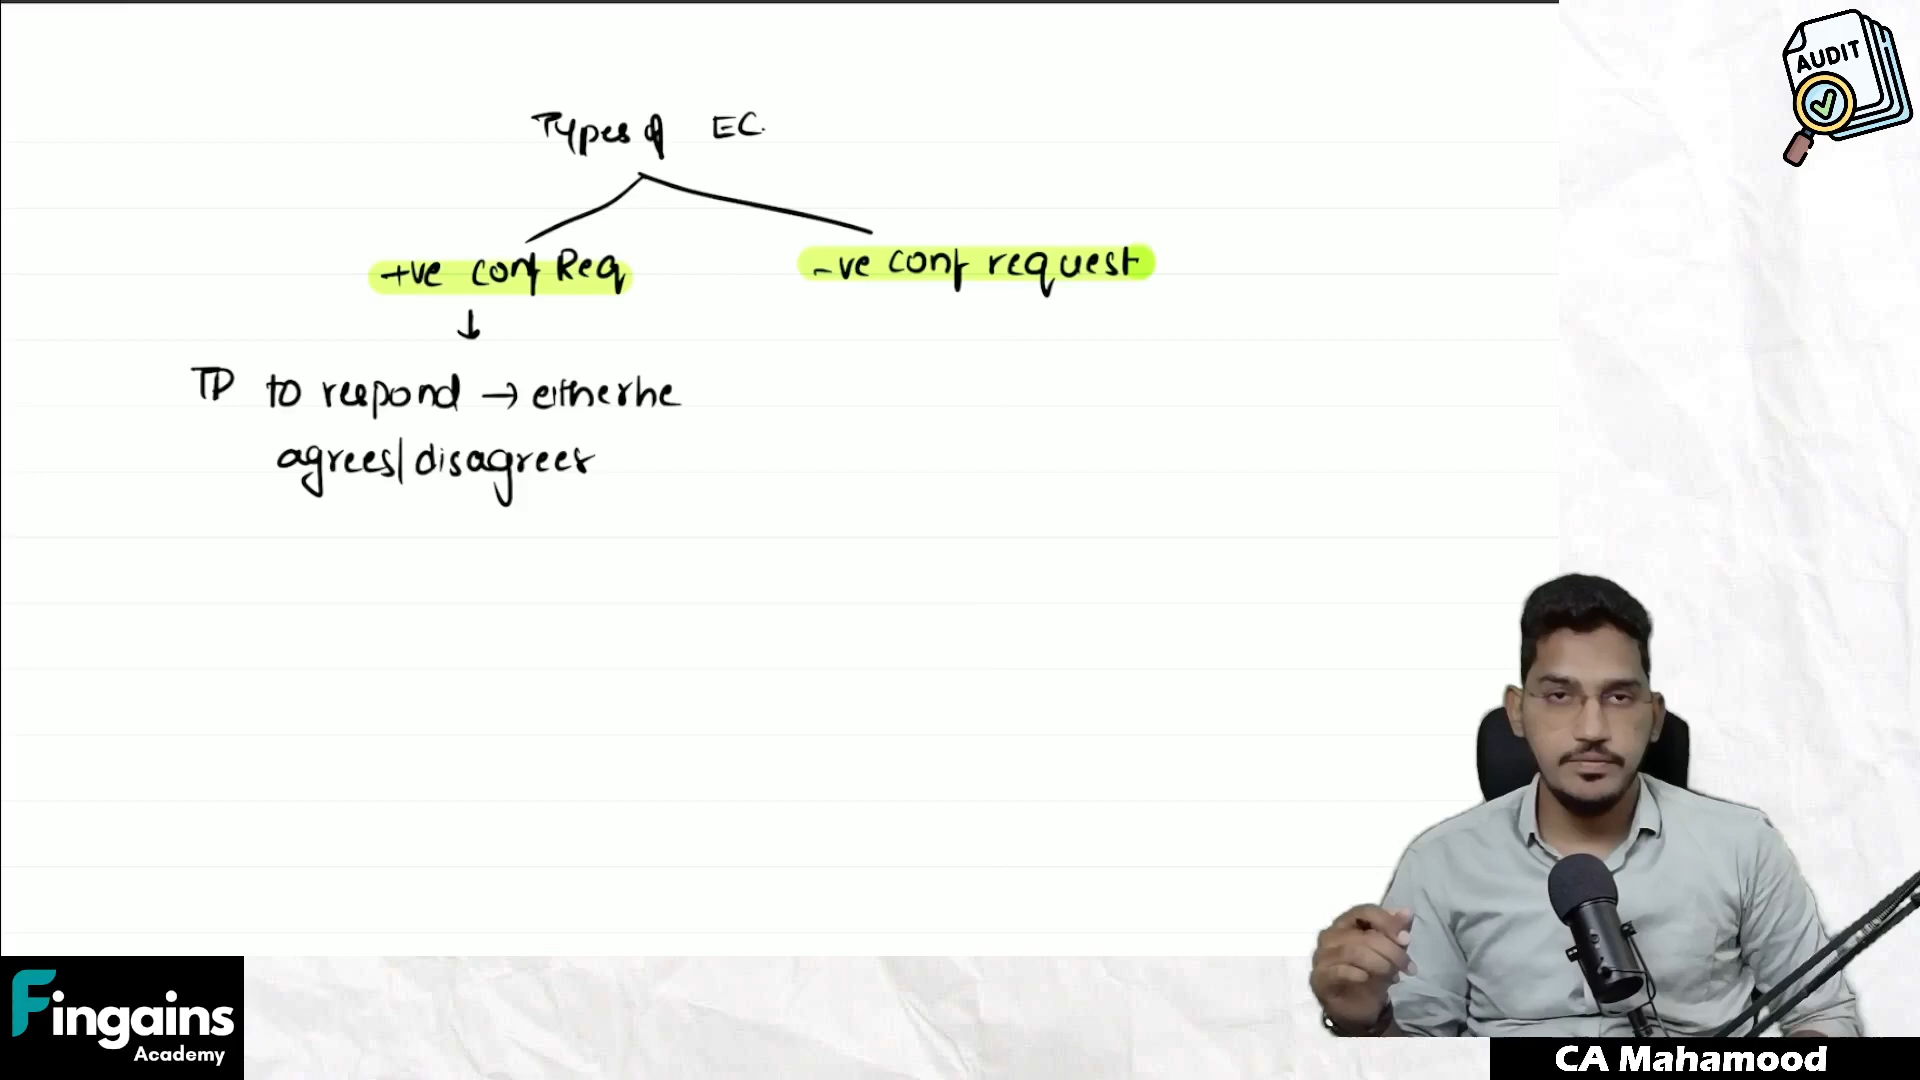 AUDIT
Types of EC.
+ve conf Req
-ve conf request
↓
TP to respond → either he
agrees/disagrees
Fingains
Academy
CA Mahamood